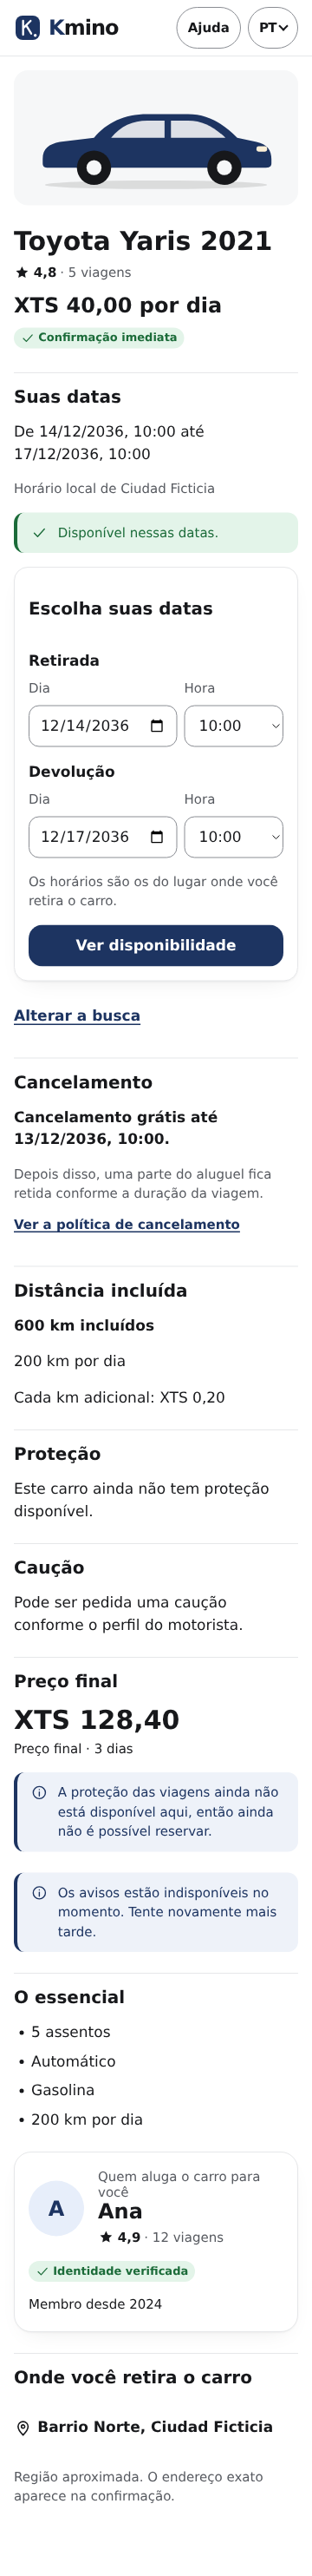 K Kmino
Ajuda
PT
Toyota Yaris 2021
★ 4,8 · 5 viagens
XTS 40,00 por dia
Confirmação imediata
Suas datas
De 14/12/2036, 10:00 até
17/12/2036, 10:00
Horário local de Ciudad Ficticia
Disponível nessas datas.
Escolha suas datas
Retirada
Dia Hora
12/14/2036 10:00
Devolução
Dia Hora
12/17/2036 10:00
Os horários são os do lugar onde você
retira o carro.
Ver disponibilidade
Alterar a busca
Cancelamento
Cancelamento grátis até
13/12/2036, 10:00.
Depois disso, uma parte do aluguel fica
retida conforme a duração da viagem.
Ver a política de cancelamento
Distância incluída
600 km incluídos
200 km por dia
Cada km adicional: XTS 0,20
Proteção
Este carro ainda não tem proteção
disponível.
Caução
Pode ser pedida uma caução
conforme o perfil do motorista.
Preço final
XTS 128,40
Preço final · 3 dias
A proteção das viagens ainda não
está disponível aqui, então ainda
não é possível reservar.
Os avisos estão indisponíveis no
momento. Tente novamente mais
tarde.
O essencial
• 5 assentos
• Automático
• Gasolina
• 200 km por dia
A
Quem aluga o carro para
você
Ana
★ 4,9 · 12 viagens
Identidade verificada
Membro desde 2024
Onde você retira o carro
Barrio Norte, Ciudad Ficticia
Região aproximada. O endereço exato
aparece na confirmação.